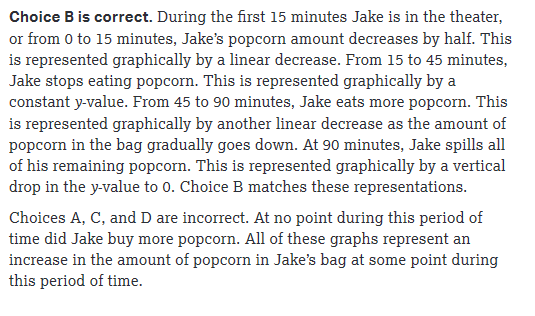 Choice B is correct. During the first 15 minutes Jake is in the theater,
or from 0 to 15 minutes, Jake’s popcorn amount decreases by half. This
is represented graphically by a linear decrease. From 15 to 45 minutes,
Jake stops eating popcorn. This is represented graphically by a
constant y-value. From 45 to 90 minutes, Jake eats more popcorn. This
is represented graphically by another linear decrease as the amount of
popcorn in the bag gradually goes down. At 90 minutes, Jake spills all
of his remaining popcorn. This is represented graphically by a vertical
drop in the y-value to 0. Choice B matches these representations.
Choices A, C, and D are incorrect. At no point during this period of
time did Jake buy more popcorn. All of these graphs represent an
increase in the amount of popcorn in Jake’s bag at some point during
this period of time.